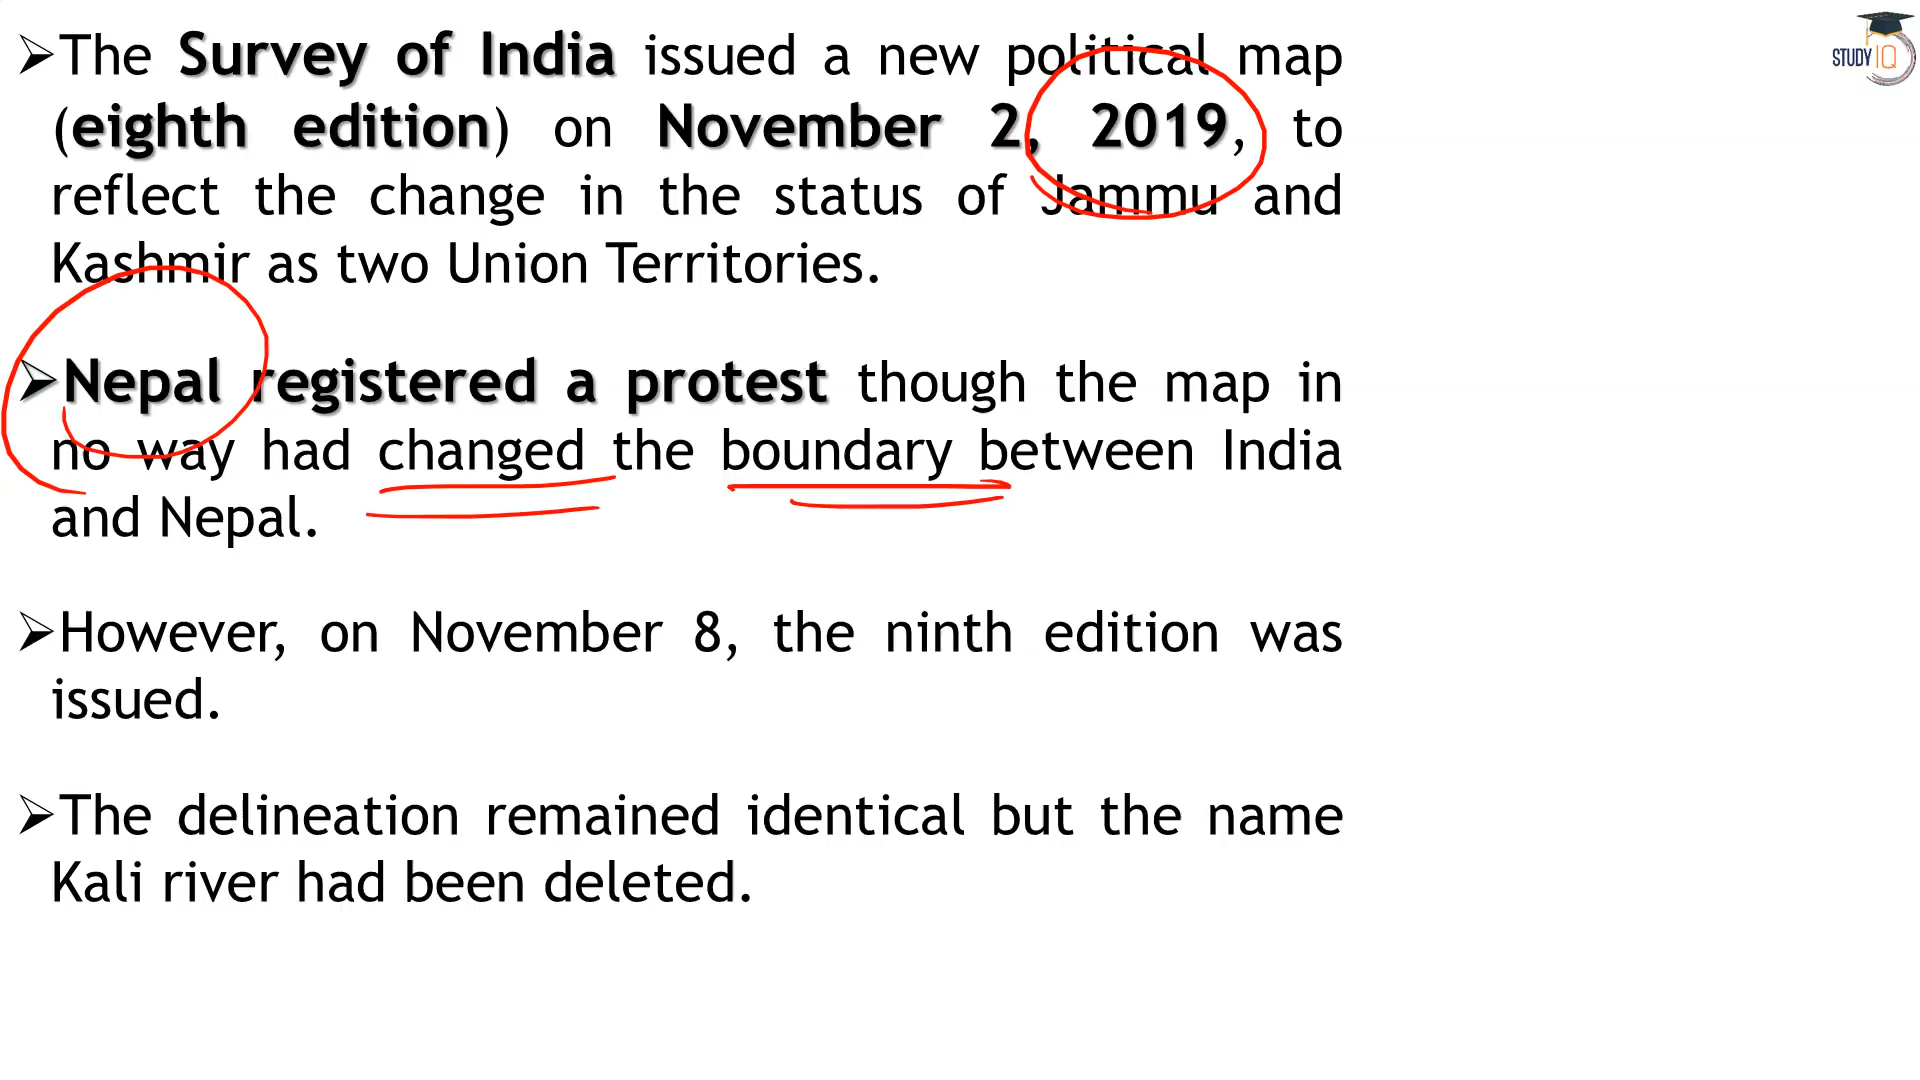 ➢The Survey of India issued a new political map
(eighth edition) on November 2, 2019, to
reflect the change in the status of Jammu and
Kashmir as two Union Territories.
➢Nepal registered a protest though the map in
no way had changed the boundary between India
and Nepal.
➢However, on November 8, the ninth edition was
issued.
➢The delineation remained identical but the name
Kali river had been deleted.
STUDY IQ